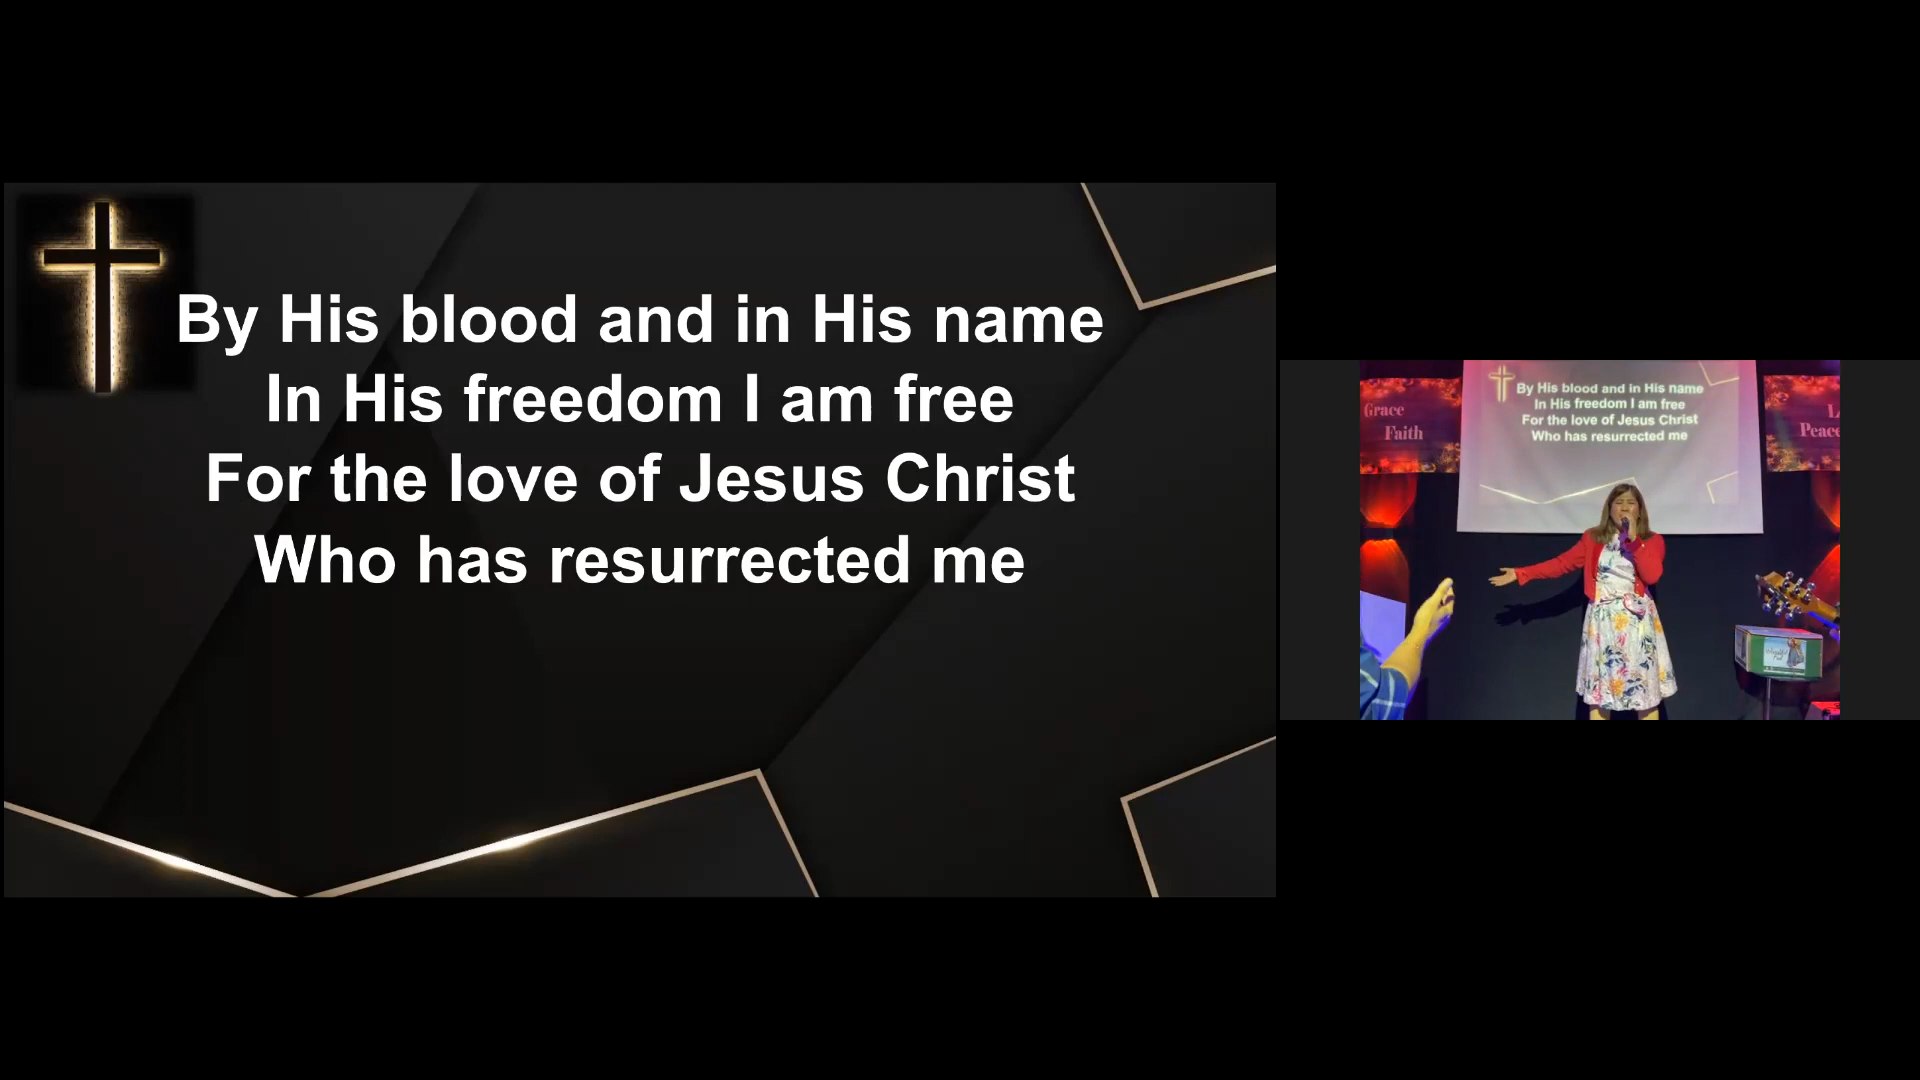 By His blood and in His name
In His freedom I am free
For the love of Jesus Christ
Who has resurrected me
By His blood and in His name
In His freedom I am free
For the love of Jesus Christ
Who has resurrected me
Grace
Faith
Peace